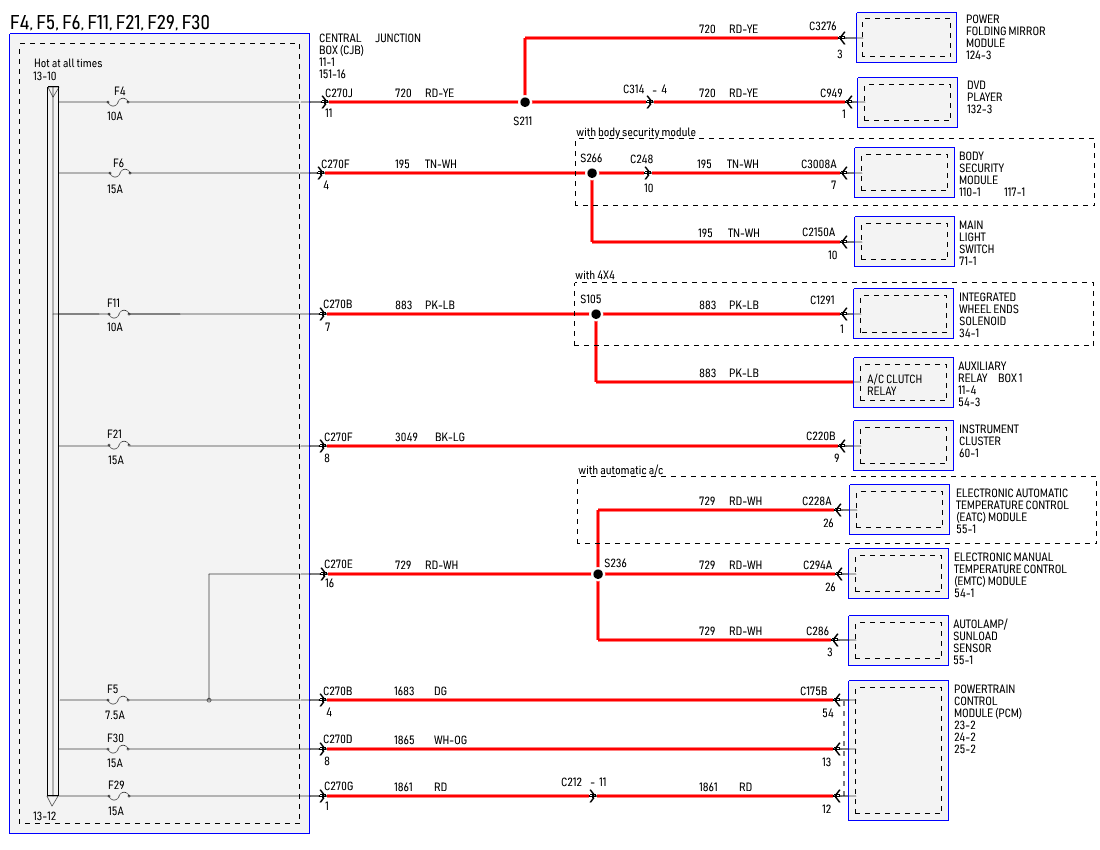 F4, F5, F6, F11, F21, F29, F30
CENTRAL JUNCTION
BOX (CJB)
11-1
151-16
Hot at all times
13-10
F4
10A
C270J
11
720 RD-YE
S211
720 RD-YE
C3276
3
POWER
FOLDING MIRROR
MODULE
124-3
C314 - 4
720 RD-YE
C949
1
DVD
PLAYER
132-3
with body security module
F6
15A
C270F
4
195 TN-WH
S266
C248
10
195 TN-WH
C3008A
7
BODY
SECURITY
MODULE
110-1 117-1
195 TN-WH
C2150A
10
MAIN
LIGHT
SWITCH
71-1
with 4X4
F11
10A
C270B
7
883 PK-LB
S105
883 PK-LB
C1291
1
INTEGRATED
WHEEL ENDS
SOLENOID
34-1
883 PK-LB
A/C CLUTCH
RELAY
AUXILIARY
RELAY BOX 1
11-4
54-3
F21
15A
C270F
8
3049 BK-LG
C220B
9
INSTRUMENT
CLUSTER
60-1
with automatic a/c
729 RD-WH
C228A
26
ELECTRONIC AUTOMATIC
TEMPERATURE CONTROL
(EATC) MODULE
55-1
C270E
16
729 RD-WH
S236
729 RD-WH
C294A
26
ELECTRONIC MANUAL
TEMPERATURE CONTROL
(EMTC) MODULE
54-1
729 RD-WH
C286
3
AUTOLAMP/
SUNLOAD
SENSOR
55-1
F5
7.5A
C270B
4
1683 DG
C175B
54
POWERTRAIN
CONTROL
MODULE (PCM)
23-2
24-2
25-2
F30
15A
C270D
8
1865 WH-OG
13
F29
15A
C270G
1
1861 RD
C212 - 11
1861 RD
12
13-12